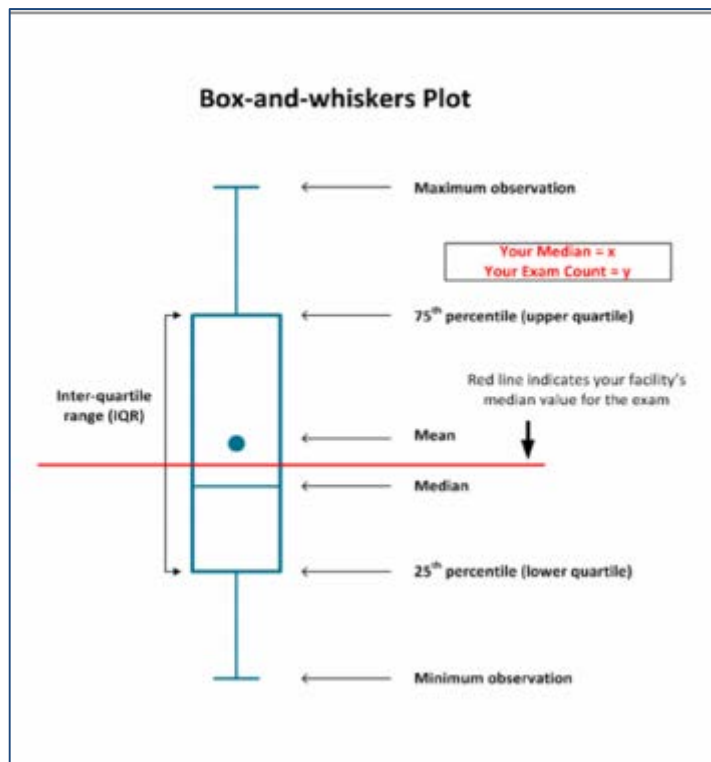 Box-and-whiskers Plot
Maximum observation
Your Median = x
Your Exam Count = y
75th percentile (upper quartile)
Red line indicates your facility's
median value for the exam
Inter-quartile
range (IQR)
Mean
Median
25th percentile (lower quartile)
Minimum observation